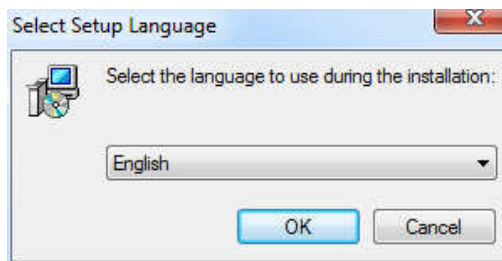 Select Setup Language
Select the language to use during the installation:
English
OK
Cancel